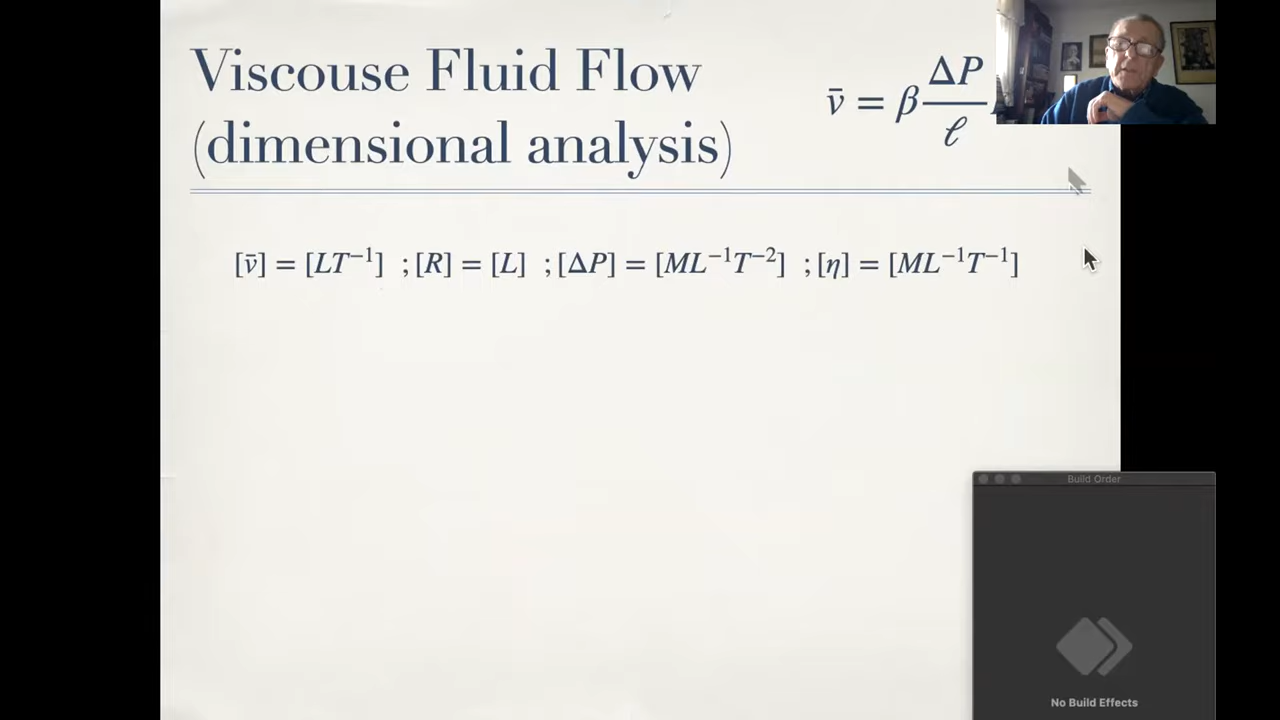 Viscouse Fluid Flow
(dimensional analysis)
v̄ = β ΔP/ℓ
[v̄] = [LT⁻¹] ; [R] = [L] ; [ΔP] = [ML⁻¹T⁻²] ; [η] = [ML⁻¹T⁻¹]
Build Order
No Build Effects